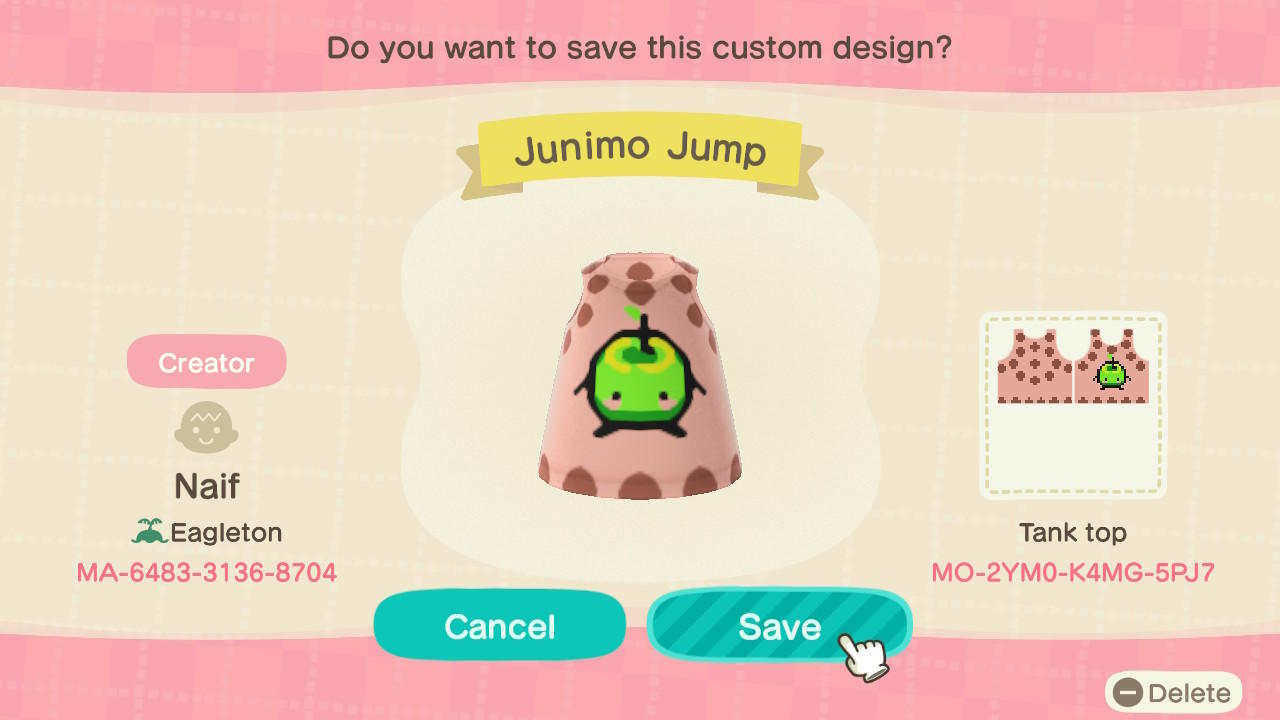 Do you want to save this custom design?
Junimo Jump
Creator
Naif
Eagleton
MA-6483-3136-8704
Tank top
MO-2YM0-K4MG-5PJ7
Cancel
Save
Delete